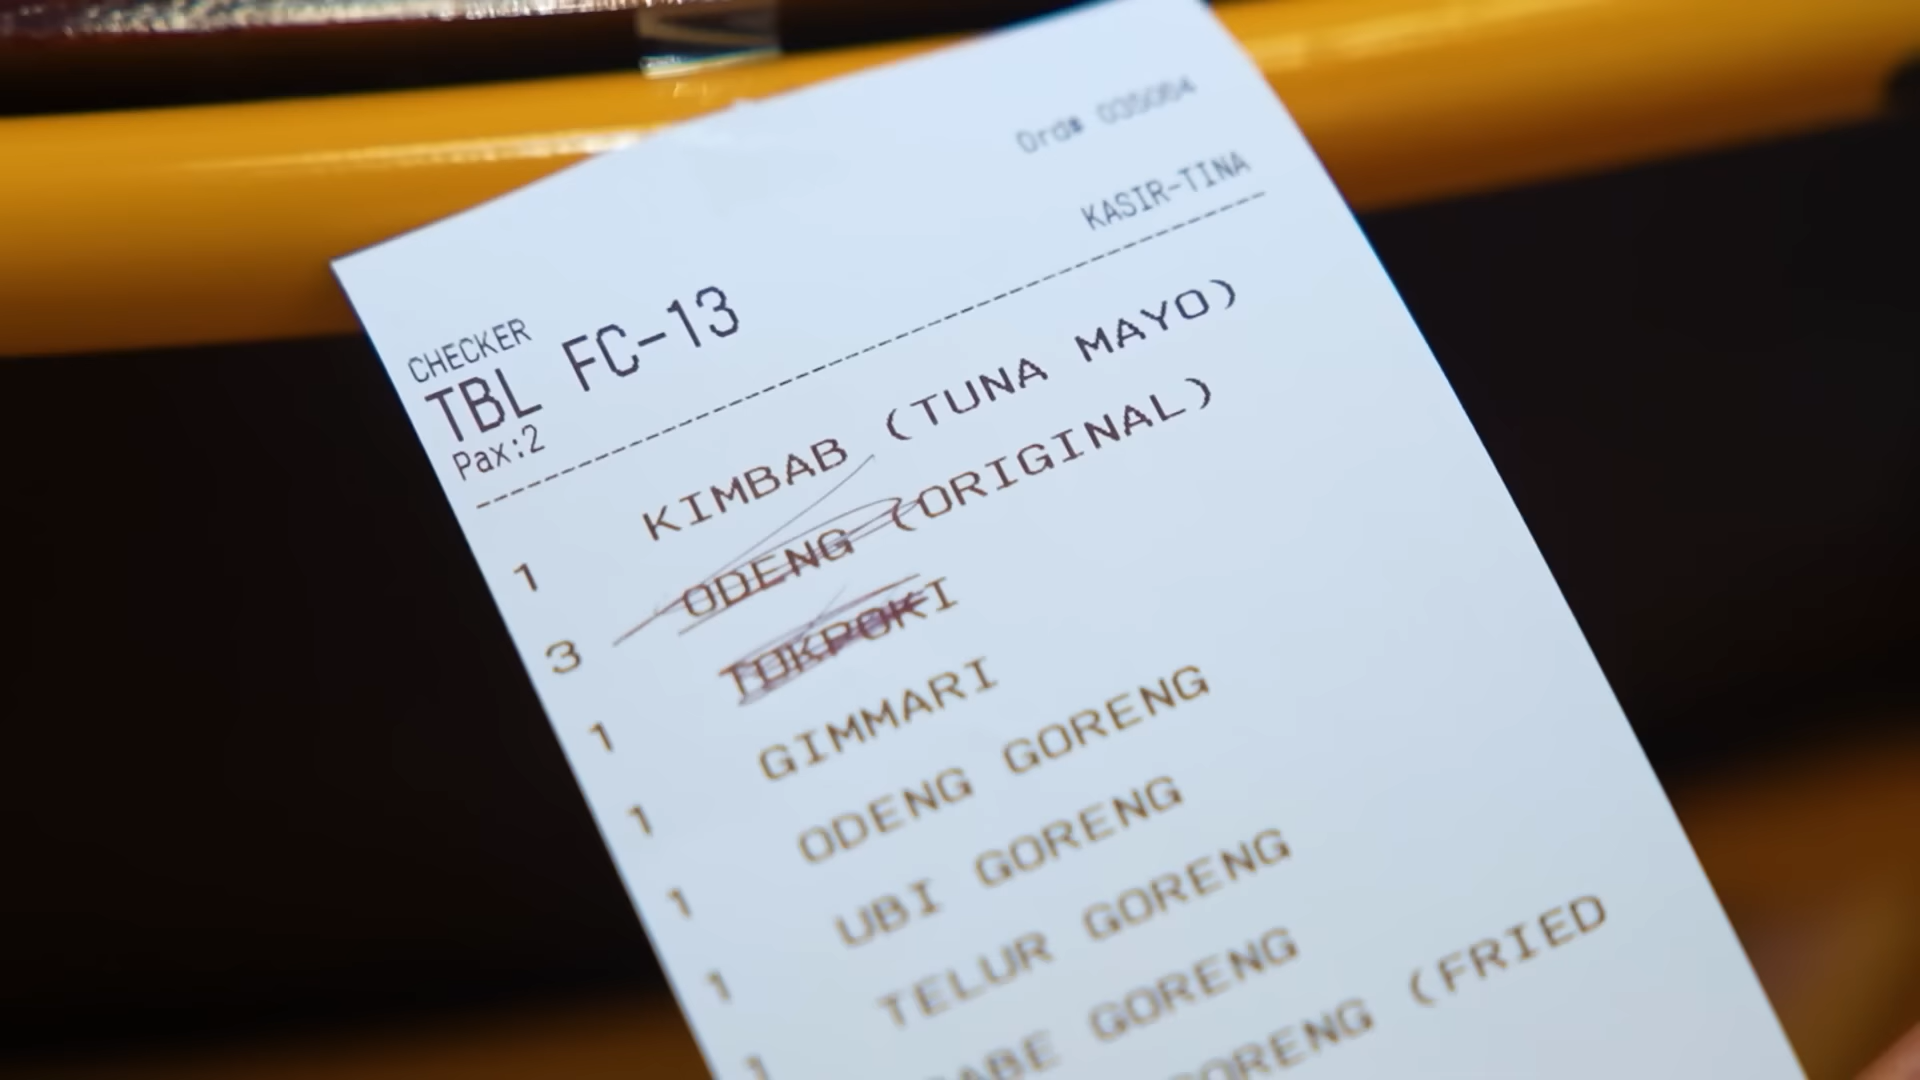 Ord#
KASIR-TINA
CHECKER
TBL FC-13
Pax:2
1 KIMBAB (TUNA MAYO)
3 ODENG (ORIGINAL)
1 TOKPOKI
1 GIMMARI
1 ODENG GORENG
1 UBI GORENG
1 TELUR GORENG
GORENG
GORENG (FRIED